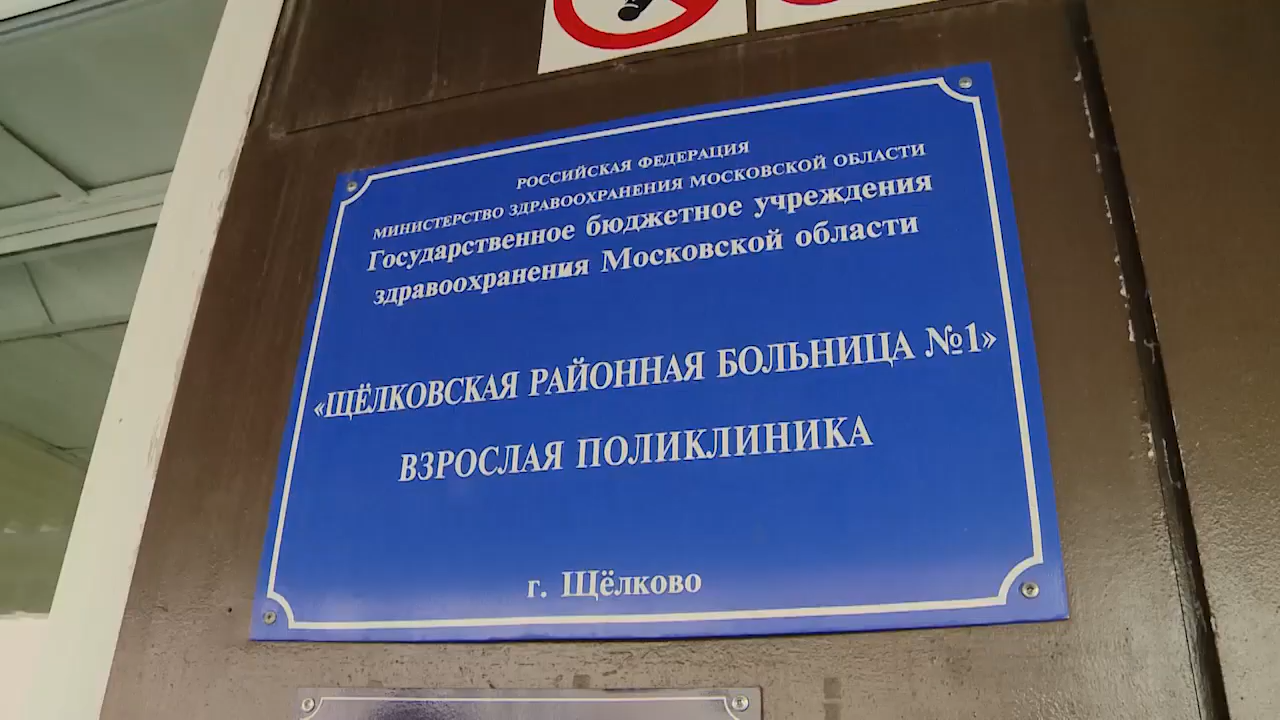 РОССИЙСКАЯ ФЕДЕРАЦИЯ
МИНИСТЕРСТВО ЗДРАВООХРАНЕНИЯ МОСКОВСКОЙ ОБЛАСТИ
Государственное бюджетное учреждения
здравоохранения Московской области
«ЩЁЛКОВСКАЯ РАЙОННАЯ БОЛЬНИЦА №1»
ВЗРОСЛАЯ ПОЛИКЛИНИКА
г. Щёлково